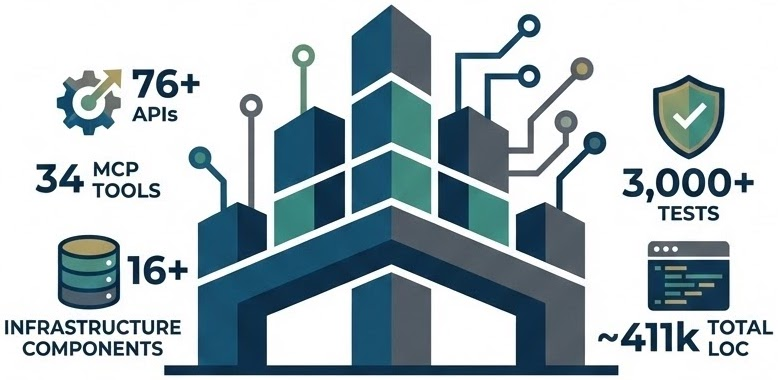 76+
APIs
34 MCP
TOOLS
16+
INFRASTRUCTURE
COMPONENTS
3,000+
TESTS
~411k TOTAL
LOC